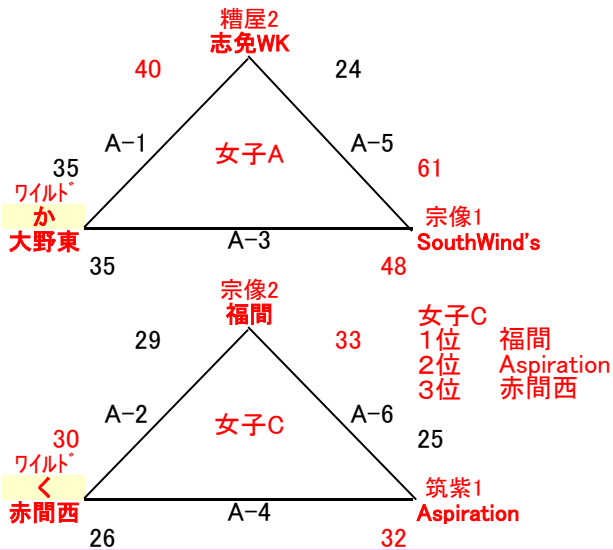 糟屋2
志免WK
40
24
A-1
女子A
A-5
35
61
ワイルド
か
大野東
宗像1
SouthWind's
A-3
35
48
宗像2
福間
29
33
女子C
1位 福間
2位 Aspiration
3位 赤間西
A-2
女子C
A-6
30
25
ワイルド
く
赤間西
筑紫1
Aspiration
A-4
26
32